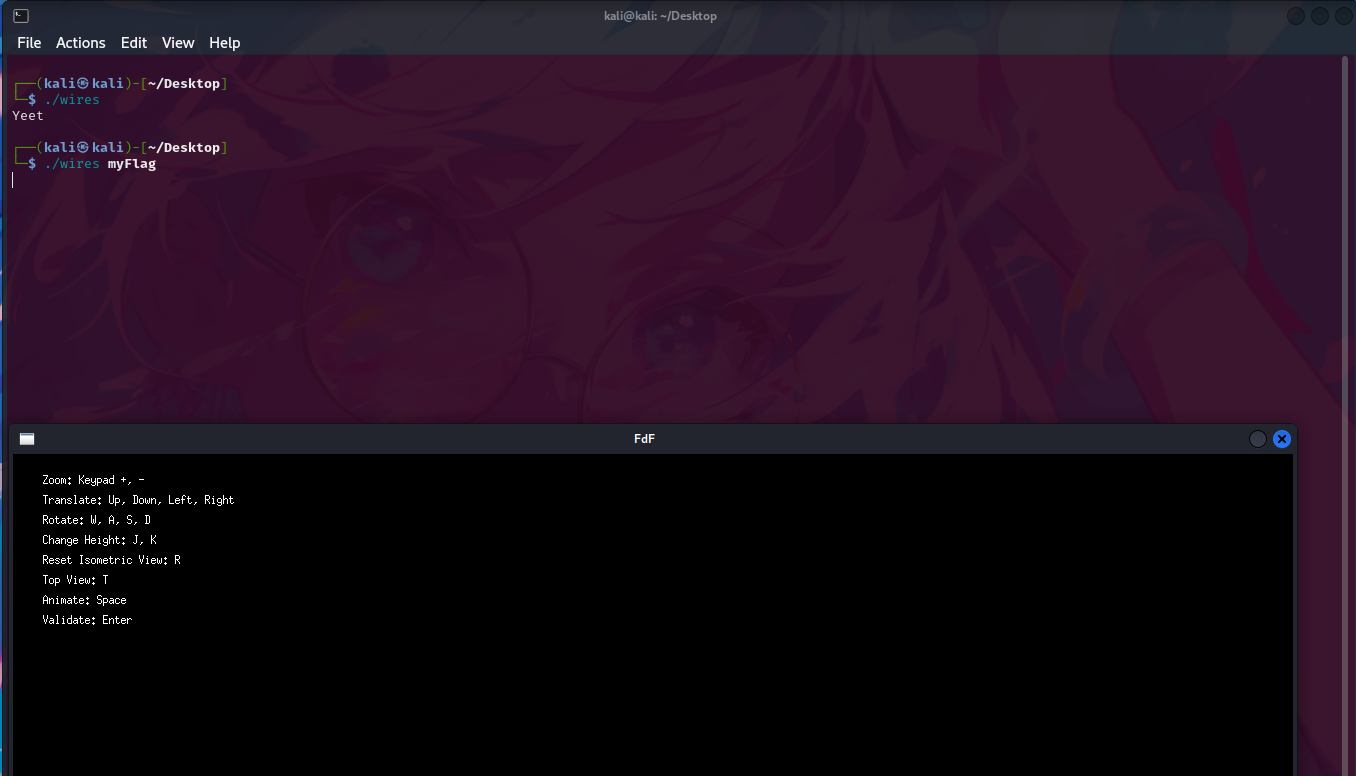 kali@kali: ~/Desktop
File Actions Edit View Help
┌──(kali㉿kali)-[~/Desktop]
└─$ ./wires
Yeet
┌──(kali㉿kali)-[~/Desktop]
└─$ ./wires myFlag
FdF
Zoom: Keypad +, -
Translate: Up, Down, Left, Right
Rotate: W, A, S, D
Change Height: J, K
Reset Isometric View: R
Top View: T
Animate: Space
Validate: Enter